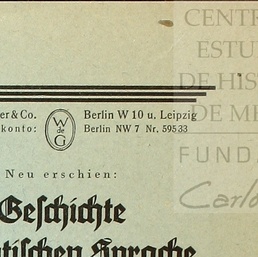 er & Co.
konto:
W de G
Berlin W 10 u. Leipzig
Berlin NW 7 Nr. 59533
Neu erschien:
Geschichte
tischen Sprache
CENTR
ESTU
DE HIS
DE ME
FUND
Carlo